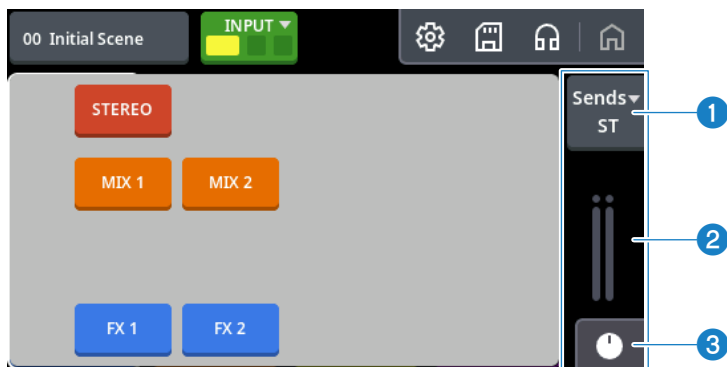 00 Initial Scene
INPUT
Sends
ST
1
STEREO
MIX 1
MIX 2
2
FX 1
FX 2
3